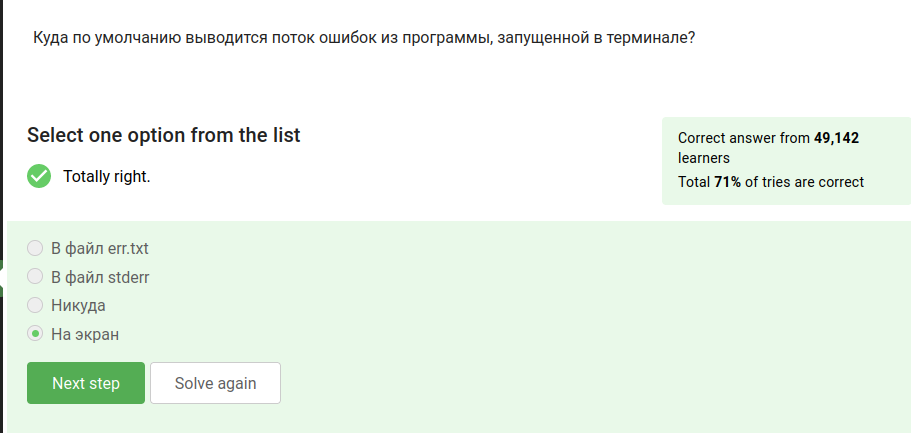 Куда по умолчанию выводится поток ошибок из программы, запущенной в терминале?
Select one option from the list
Totally right.
Correct answer from 49,142
learners
Total 71% of tries are correct
В файл err.txt
В файл stderr
Никуда
На экран
Next step
Solve again